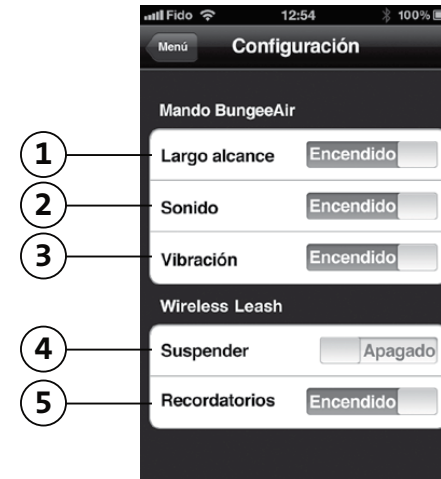 Fido 12:54 100%
Menú Configuración
Mando BungeeAir
1 Largo alcance Encendido
2 Sonido Encendido
3 Vibración Encendido
Wireless Leash
4 Suspender Apagado
5 Recordatorios Encendido